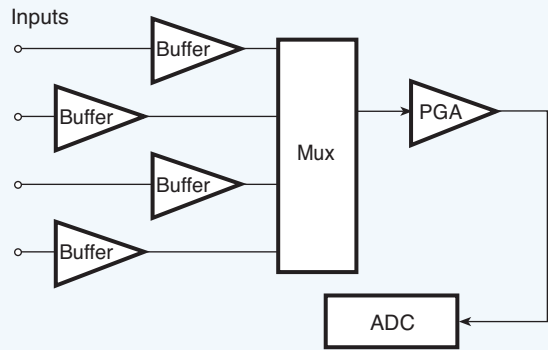 Inputs
Buffer
Buffer
Mux
PGA
Buffer
Buffer
ADC